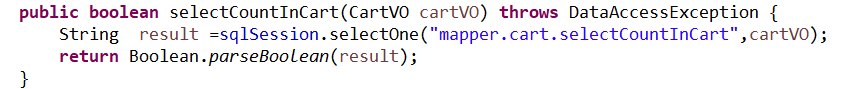 public boolean selectCountInCart(CartVO cartVO) throws DataAccessException {
    String  result =sqlSession.selectOne("mapper.cart.selectCountInCart",cartVO);
    return Boolean.parseBoolean(result);
}